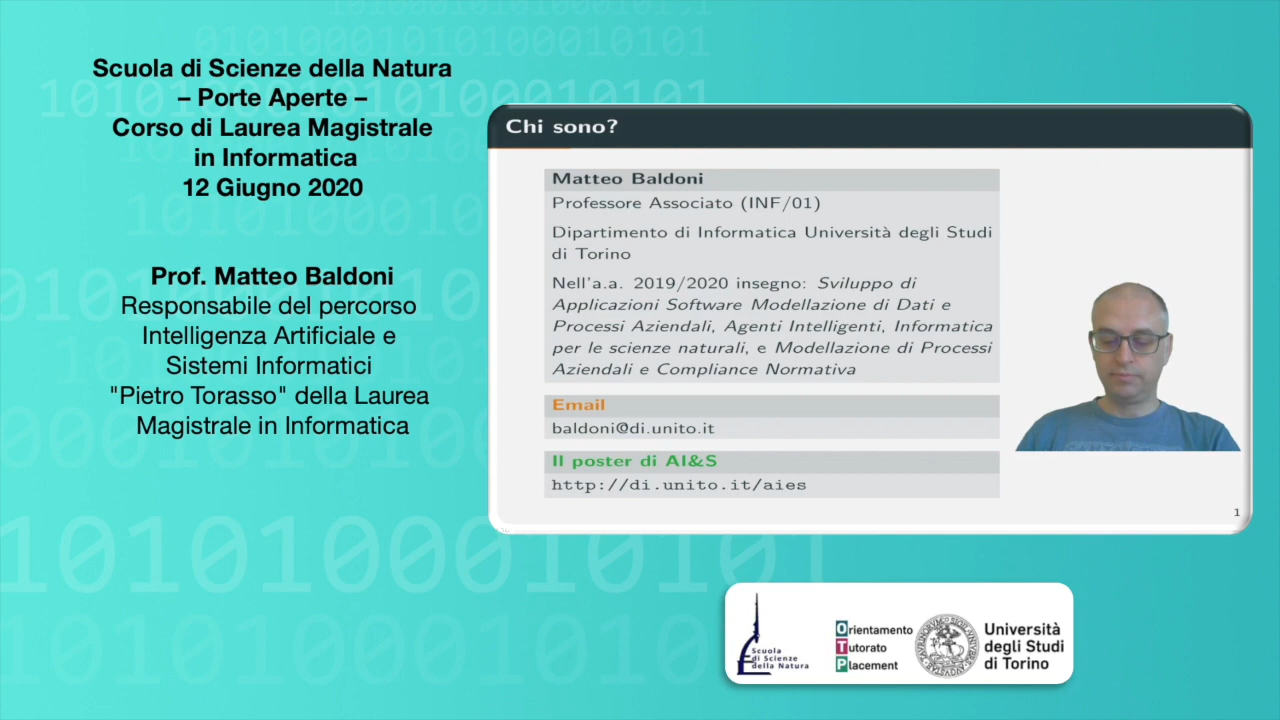 Scuola di Scienze della Natura
– Porte Aperte –
Corso di Laurea Magistrale
in Informatica
12 Giugno 2020
Prof. Matteo Baldoni
Responsabile del percorso
Intelligenza Artificiale e
Sistemi Informatici
"Pietro Torasso" della Laurea
Magistrale in Informatica
Chi sono?
Matteo Baldoni
Professore Associato (INF/01)
Dipartimento di Informatica Università degli Studi
di Torino
Nell'a.a. 2019/2020 insegno: Sviluppo di
Applicazioni Software Modellazione di Dati e
Processi Aziendali, Agenti Intelligenti, Informatica
per le scienze naturali, e Modellazione di Processi
Aziendali e Compliance Normativa
Email
baldoni@di.unito.it
Il poster di AI&S
http://di.unito.it/aies
1
Scuola
di Scienze
della Natura
Orientamento
Tutorato
Placement
Università
degli Studi
di Torino